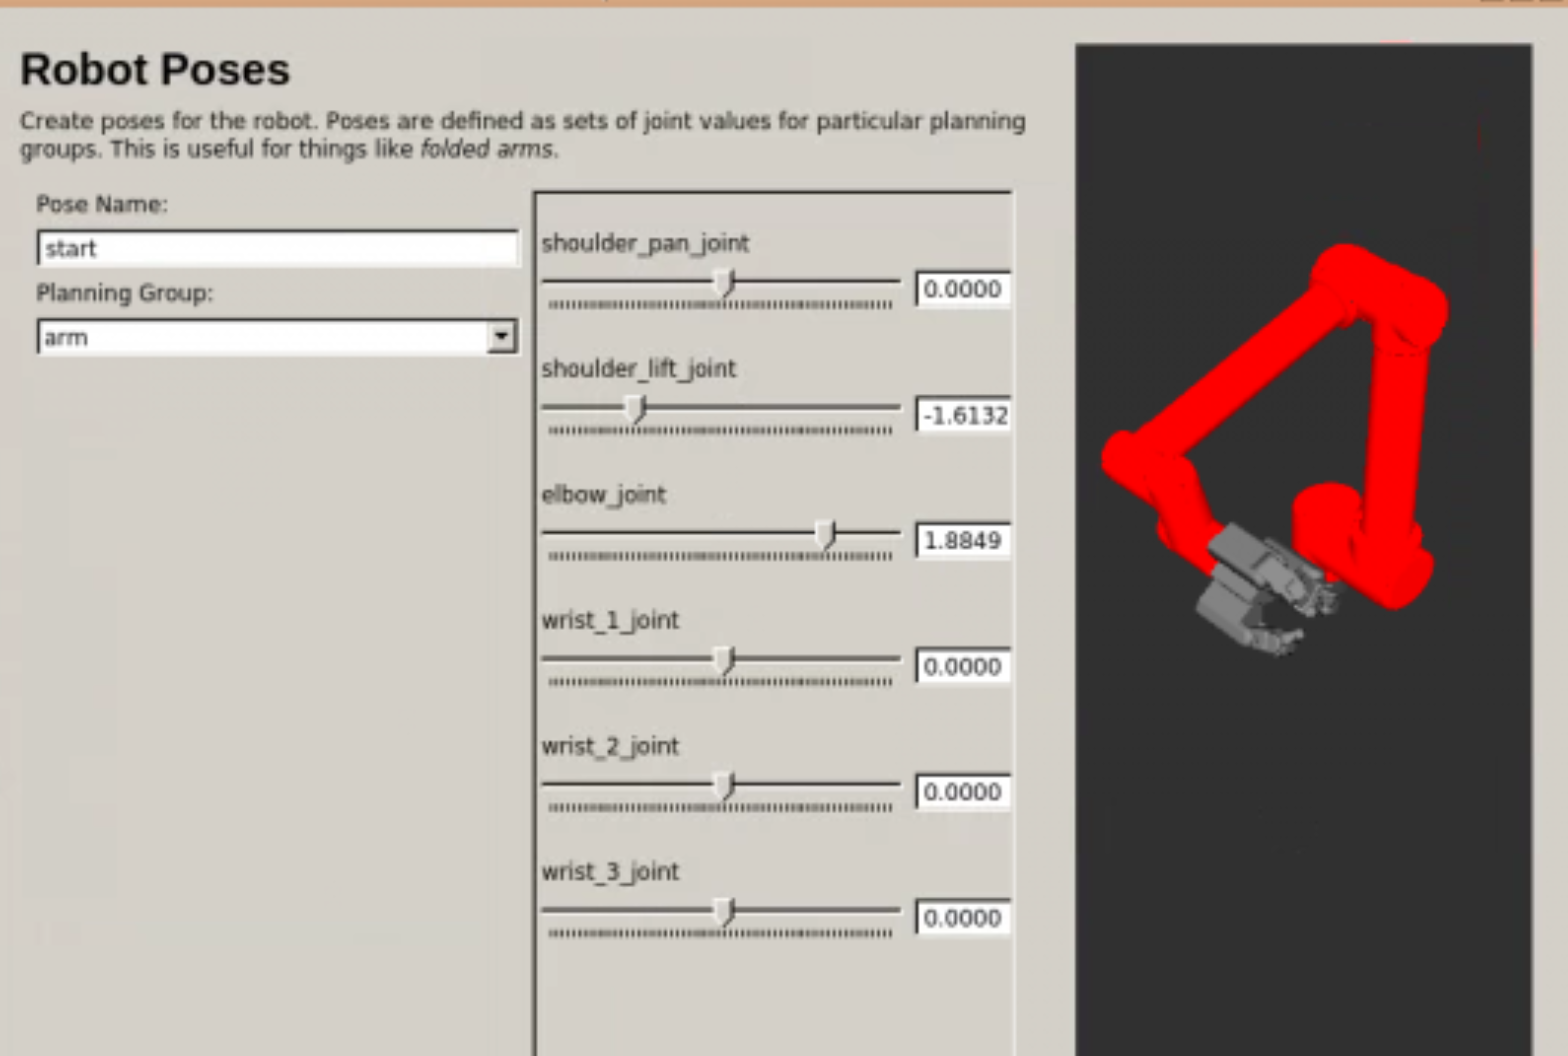 Robot Poses
Create poses for the robot. Poses are defined as sets of joint values for particular planning
groups. This is useful for things like folded arms.
Pose Name:
start
Planning Group:
arm
shoulder_pan_joint
0.0000
shoulder_lift_joint
-1.6132
elbow_joint
1.8849
wrist_1_joint
0.0000
wrist_2_joint
0.0000
wrist_3_joint
0.0000